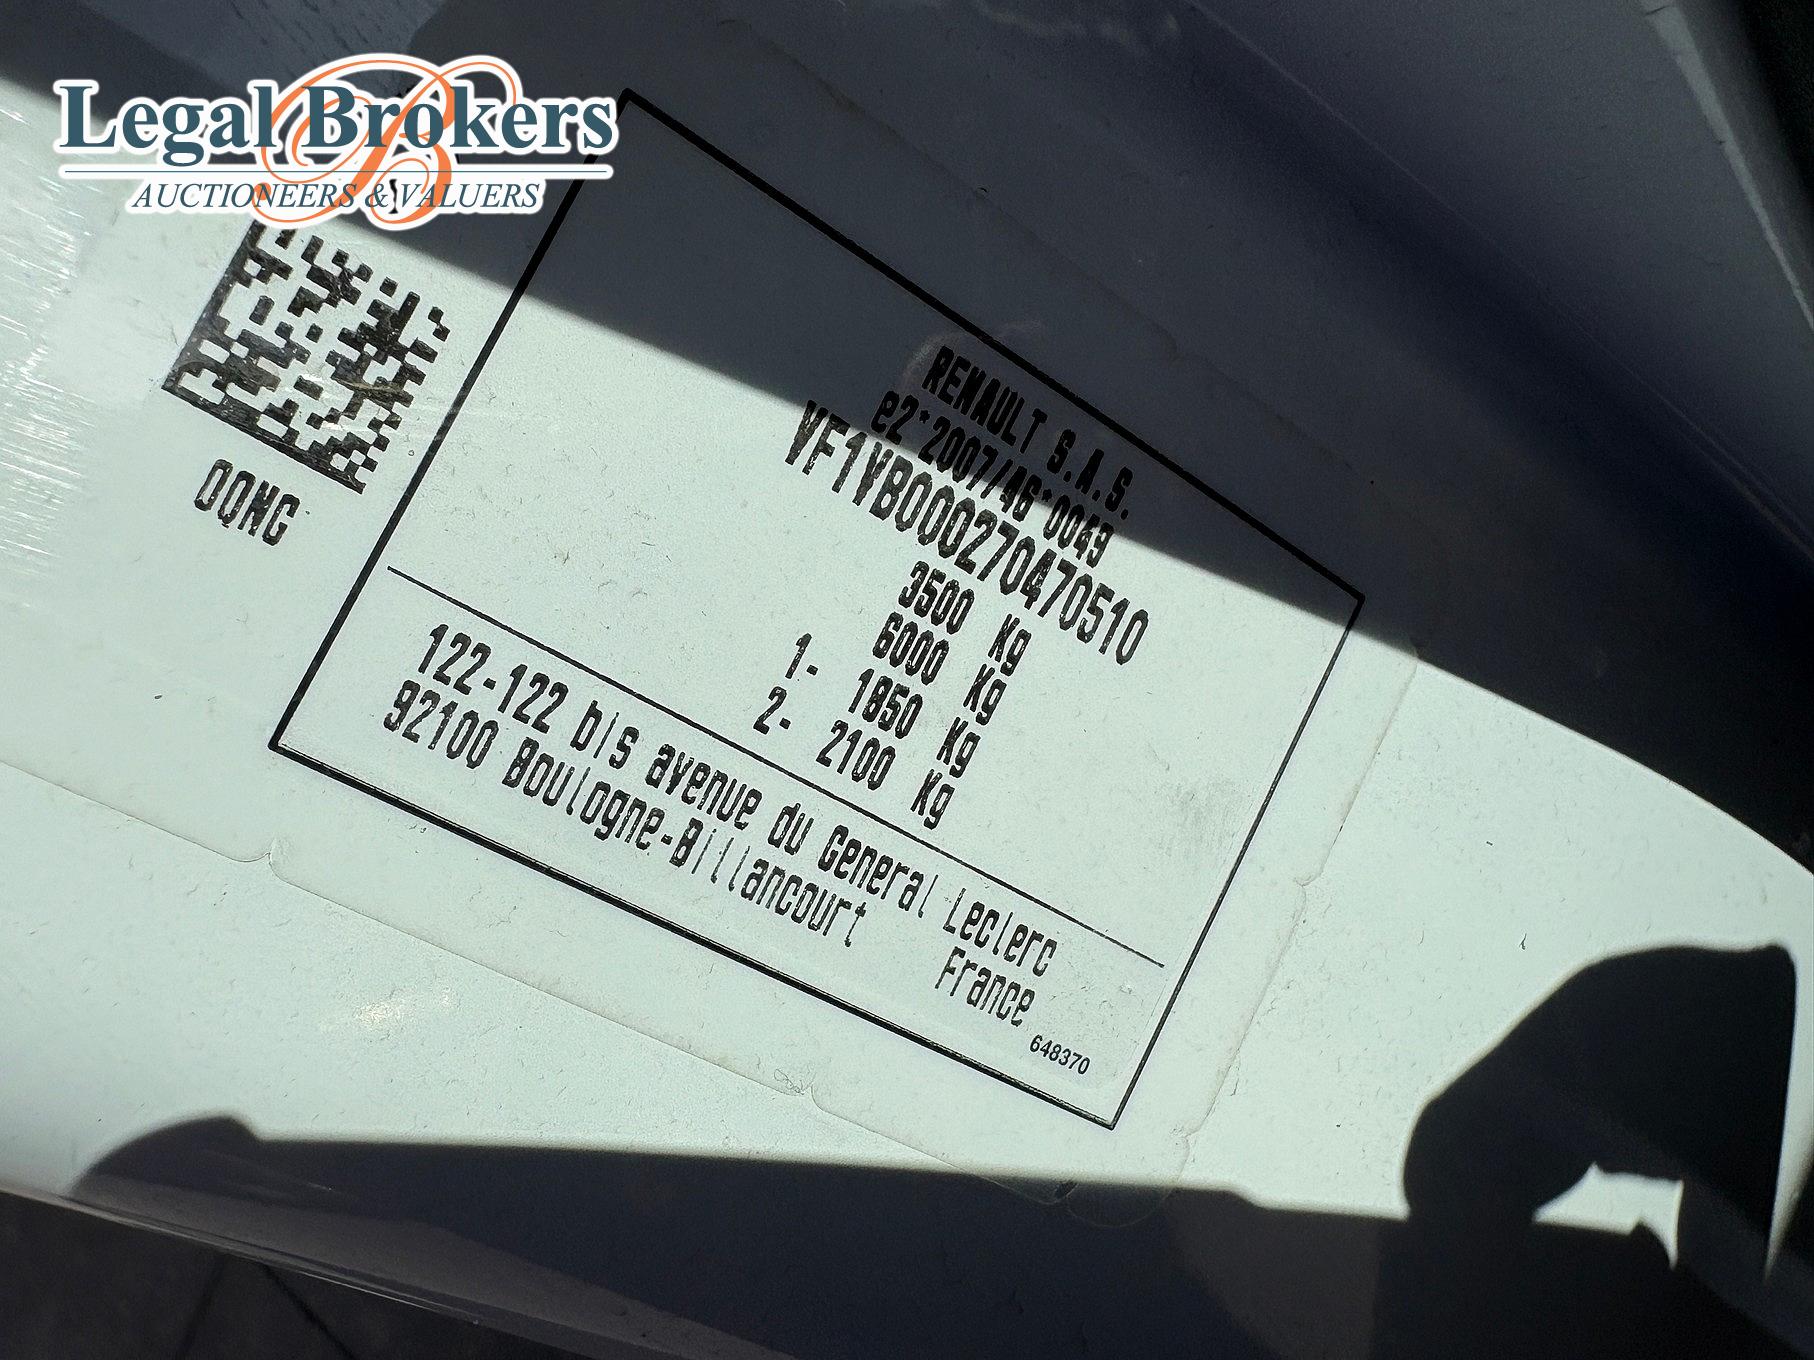 Legal Brokers
AUCTIONEERS & VALUERS
QQNG
RENAULT S.A.S.
e2*2007/46*0049
VF1VB000270470510
3500 Kg
6000 Kg
1- 1850 Kg
2- 2100 Kg
122-122 bis avenue du General Leclerc
92100 Boulogne-Billancourt France
648370